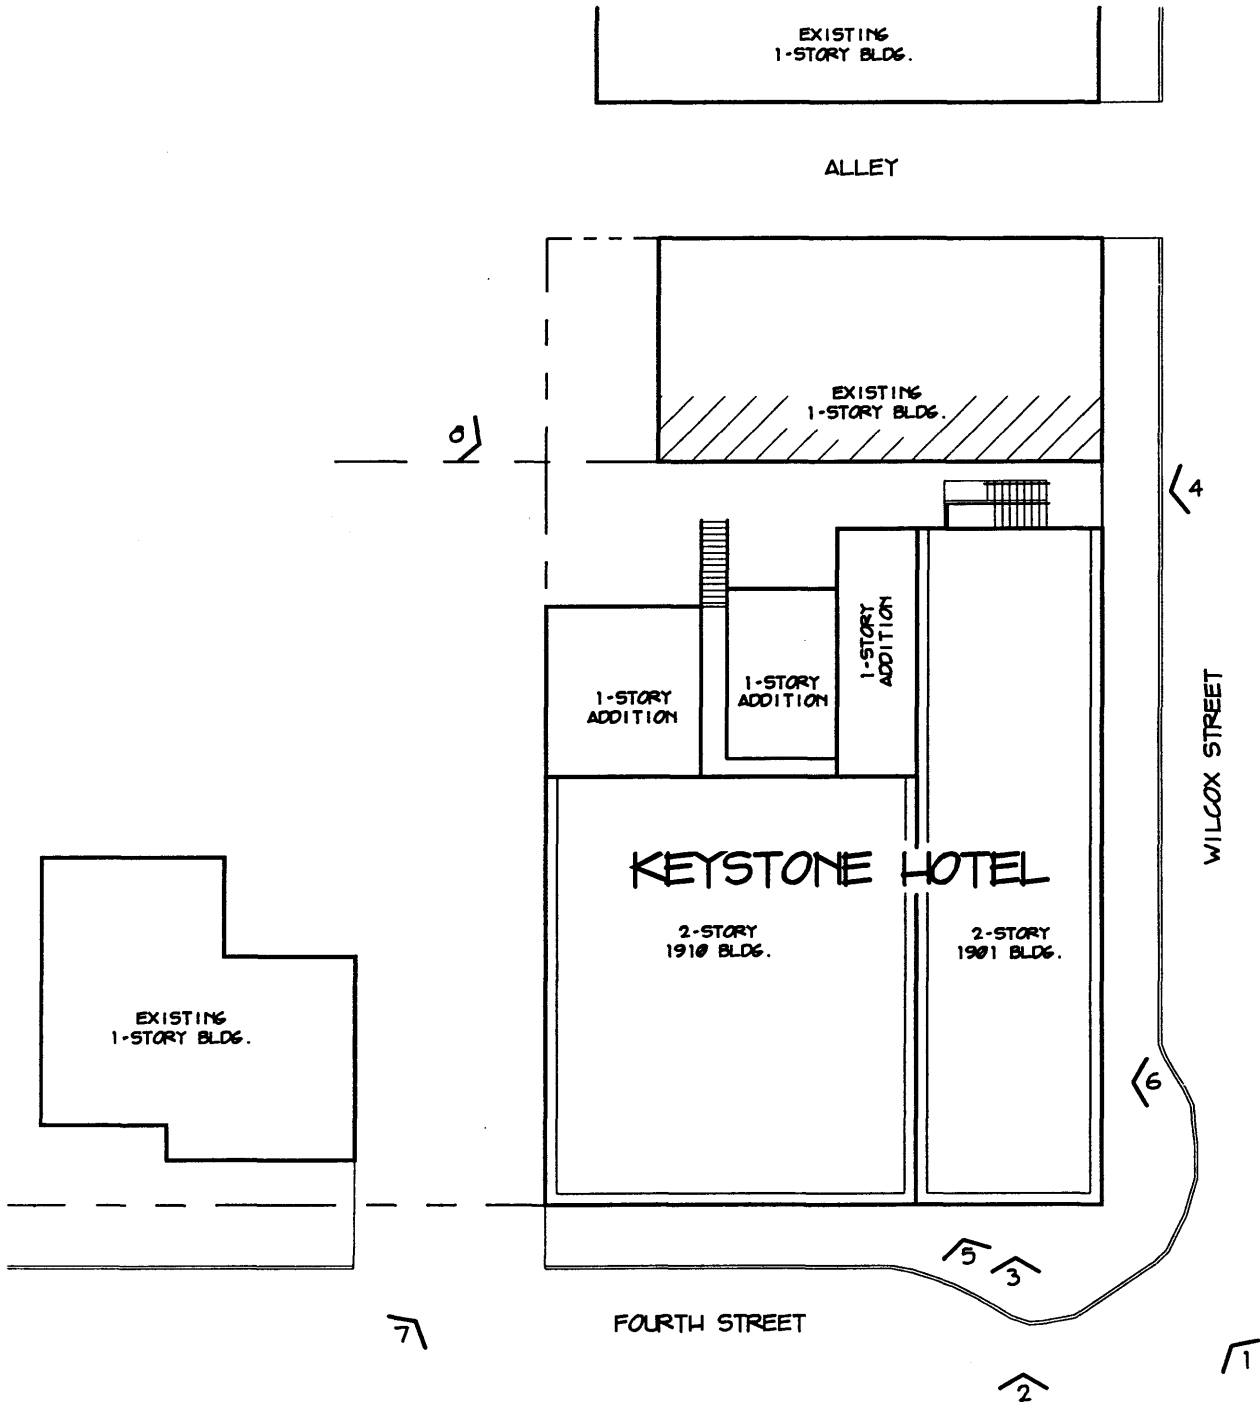 EXISTING
1-STORY BLDG.
ALLEY
EXISTING
1-STORY BLDG.
8
4
1-STORY
ADDITION
1-STORY
ADDITION
1-STORY
ADDITION
WILCOX STREET
KEYSTONE HOTEL
2-STORY
1910 BLDG.
2-STORY
1901 BLDG.
EXISTING
1-STORY BLDG.
6
5
3
7
FOURTH STREET
1
2